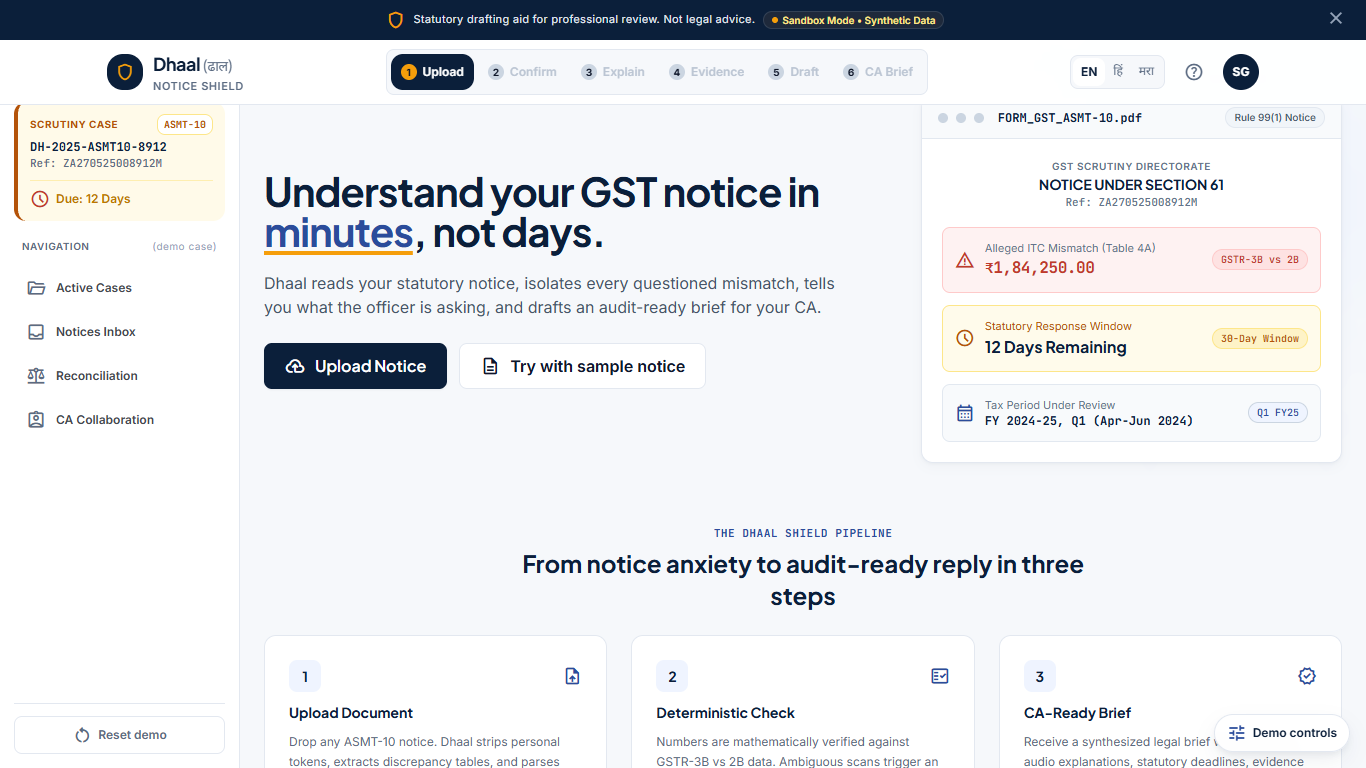 Statutory drafting aid for professional review. Not legal advice. Sandbox Mode • Synthetic Data
Dhaal (ढाल)
NOTICE SHIELD
1 Upload 2 Confirm 3 Explain 4 Evidence 5 Draft 6 CA Brief
EN हिं मरा SG
SCRUTINY CASE ASMT-10
DH-2025-ASMT10-8912
Ref: ZA270525008912M
Due: 12 Days
NAVIGATION (demo case)
Active Cases
Notices Inbox
Reconciliation
CA Collaboration
Reset demo
Understand your GST notice in
minutes, not days.
Dhaal reads your statutory notice, isolates every questioned mismatch, tells
you what the officer is asking, and drafts an audit-ready brief for your CA.
Upload Notice Try with sample notice
FORM_GST_ASMT-10.pdf Rule 99(1) Notice
GST SCRUTINY DIRECTORATE
NOTICE UNDER SECTION 61
Ref: ZA270525008912M
Alleged ITC Mismatch (Table 4A)
₹1,84,250.00 GSTR-3B vs 2B
Statutory Response Window
12 Days Remaining 30-Day Window
Tax Period Under Review
FY 2024-25, Q1 (Apr-Jun 2024) Q1 FY25
THE DHAAL SHIELD PIPELINE
From notice anxiety to audit-ready reply in three
steps
1
Upload Document
Drop any ASMT-10 notice. Dhaal strips personal
tokens, extracts discrepancy tables, and parses
2
Deterministic Check
Numbers are mathematically verified against
GSTR-3B vs 2B data. Ambiguous scans trigger an
3
CA-Ready Brief
Receive a synthesized legal brief
audio explanations, statutory deadlines, evidence
Demo controls